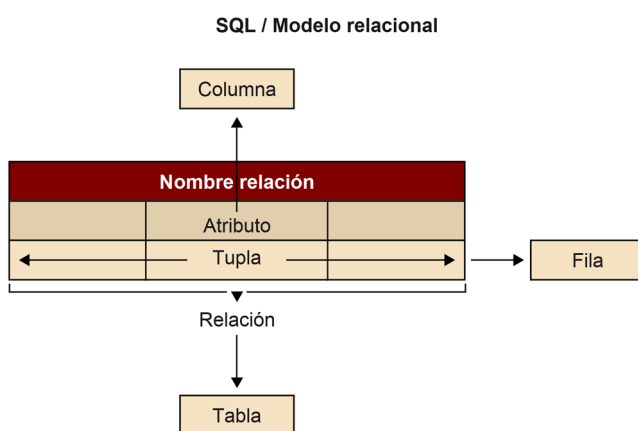 SQL / Modelo relacional
Columna
Nombre relación
Atributo
Tupla
Fila
Relación
Tabla